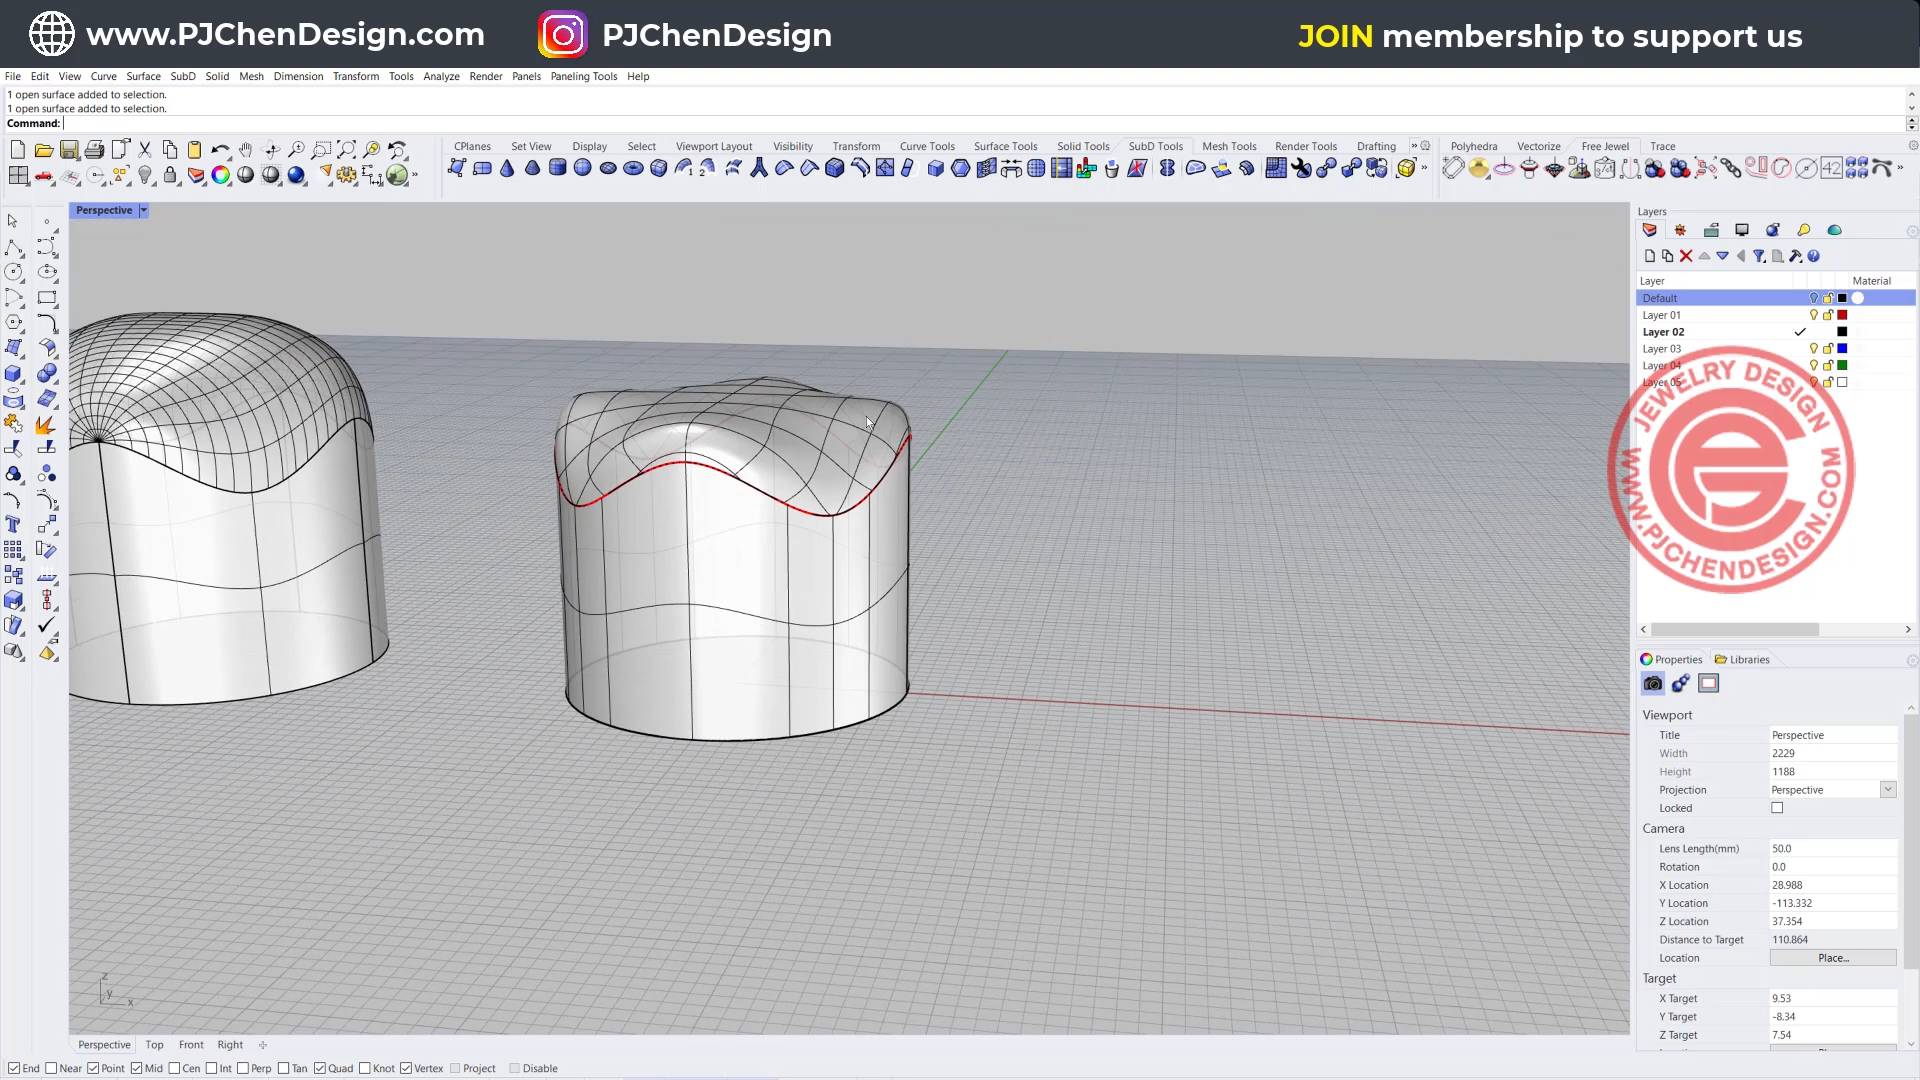 www.PJChenDesign.com PJChenDesign JOIN membership to support us
File Edit View Curve Surface SubD Solid Mesh Dimension Transform Tools Analyze Render Panels Paneling Tools Help
1 open surface added to selection.
1 open surface added to selection.
Command:
CPlanes Set View Display Select Viewport Layout Visibility Transform Curve Tools Surface Tools Solid Tools SubD Tools Mesh Tools Render Tools Drafting » Polyhedra Vectorize Free Jewel Trace
Perspective
Layers
Layer Material
Default
Layer 01
Layer 02
Layer 03
Layer 04
Layer 05
JEWELRY DESIGN
WWW.PJCHENDESIGN.COM
Properties Libraries
Viewport
Title Perspective
Width 2229
Height 1188
Projection Perspective
Locked
Camera
Lens Length(mm) 50.0
Rotation 0.0
X Location 28.988
Y Location -113.332
Z Location 37.354
Distance to Target 110.864
Location Place...
Target
X Target 9.53
Y Target -8.34
Z Target 7.54
z
y
x
Perspective Top Front Right
End Near Point Mid Cen Int Perp Tan Quad Knot Vertex Project Disable